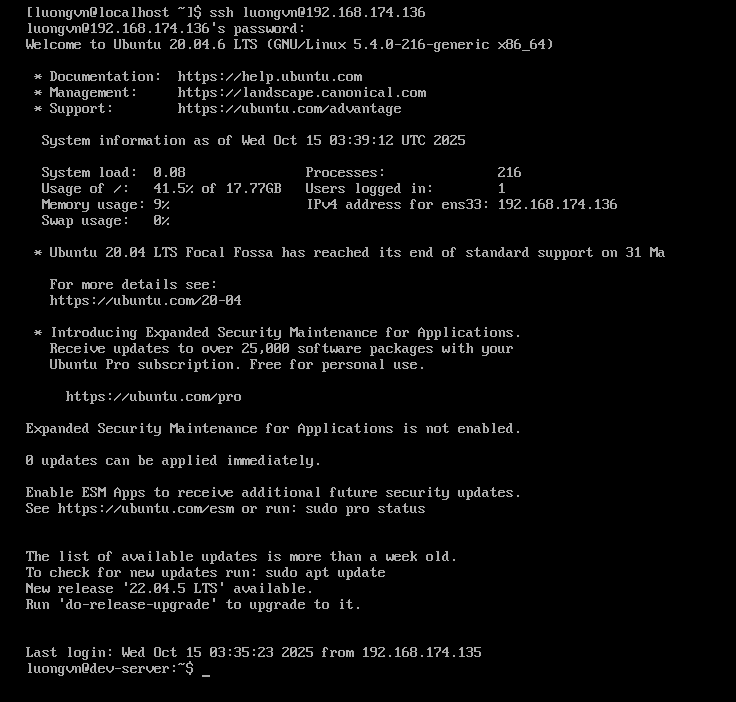 [luongvn@localhost ~]$ ssh luongvn@192.168.174.136
luongvn@192.168.174.136's password:
Welcome to Ubuntu 20.04.6 LTS (GNU/Linux 5.4.0-216-generic x86_64)
* Documentation:  https://help.ubuntu.com
* Management:     https://landscape.canonical.com
* Support:        https://ubuntu.com/advantage
System information as of Wed Oct 15 03:39:12 UTC 2025
System load:  0.08               Processes:              216
Usage of /:   41.5% of 17.77GB   Users logged in:        1
Memory usage: 9%                 IPv4 address for ens33: 192.168.174.136
Swap usage:   0%
* Ubuntu 20.04 LTS Focal Fossa has reached its end of standard support on 31 Ma
For more details see:
https://ubuntu.com/20-04
* Introducing Expanded Security Maintenance for Applications.
Receive updates to over 25,000 software packages with your
Ubuntu Pro subscription. Free for personal use.
https://ubuntu.com/pro
Expanded Security Maintenance for Applications is not enabled.
0 updates can be applied immediately.
Enable ESM Apps to receive additional future security updates.
See https://ubuntu.com/esm or run: sudo pro status
The list of available updates is more than a week old.
To check for new updates run: sudo apt update
New release '22.04.5 LTS' available.
Run 'do-release-upgrade' to upgrade to it.
Last login: Wed Oct 15 03:35:23 2025 from 192.168.174.135
luongvn@dev-server:~$ _